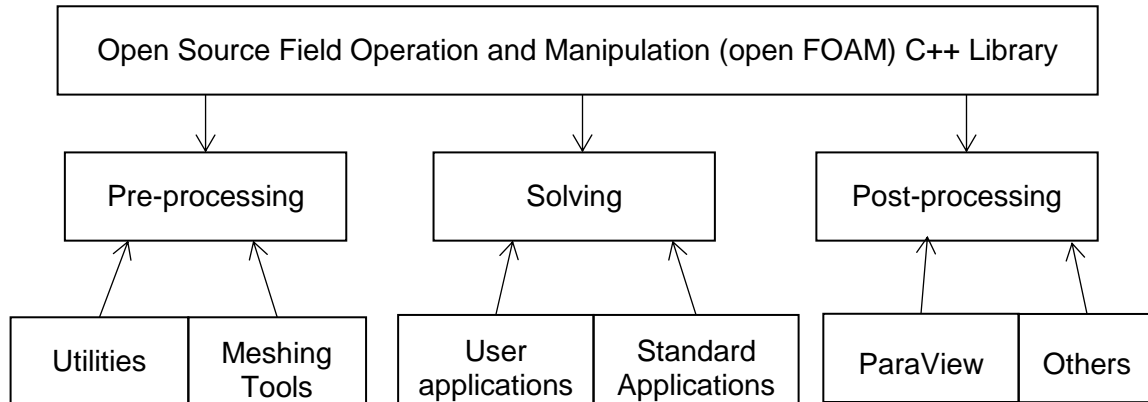 Open Source Field Operation and Manipulation (open FOAM) C++ Library
Pre-processing
Solving
Post-processing
Utilities
Meshing
Tools
User
applications
Standard
Applications
ParaView
Others